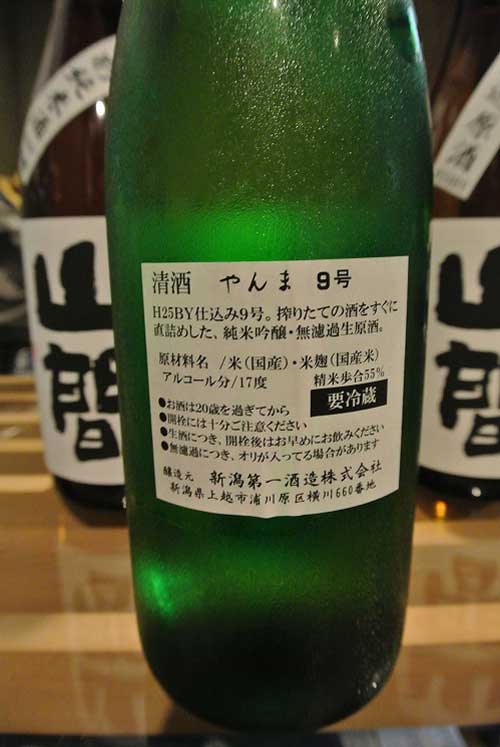 清酒 やんま 9号
H25BY仕込み9号。搾りたての酒をすぐに
直詰めした、純米吟醸・無濾過生原酒。
原材料名 /米(国産)・米麹(国産米)
アルコール分/17度 精米歩合55%
要冷蔵
●お酒は20歳を過ぎてから
●開栓には十分ご注意ください
●生酒につき、開栓後はお早めにお飲みください
●無濾過につき、オリが入ってる場合があります
醸造元 新潟第一酒造株式会社
新潟県上越市浦川原区横川660番地
山間
山間
原酒